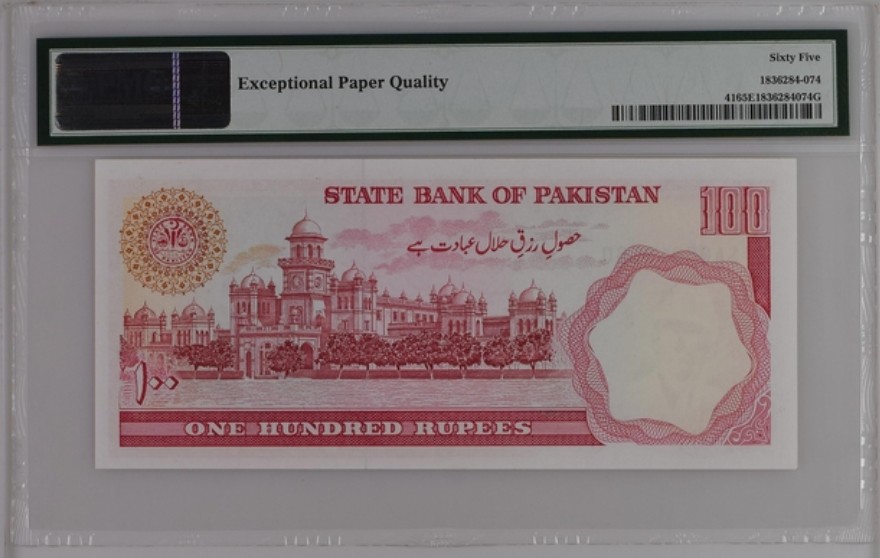 Exceptional Paper Quality
Sixty Five
1836284-074
4165E1836284074G
STATE BANK OF PAKISTAN
100
حصولِ رزقِ حلال عبادت ہے
۱۰۰
ONE HUNDRED RUPEES